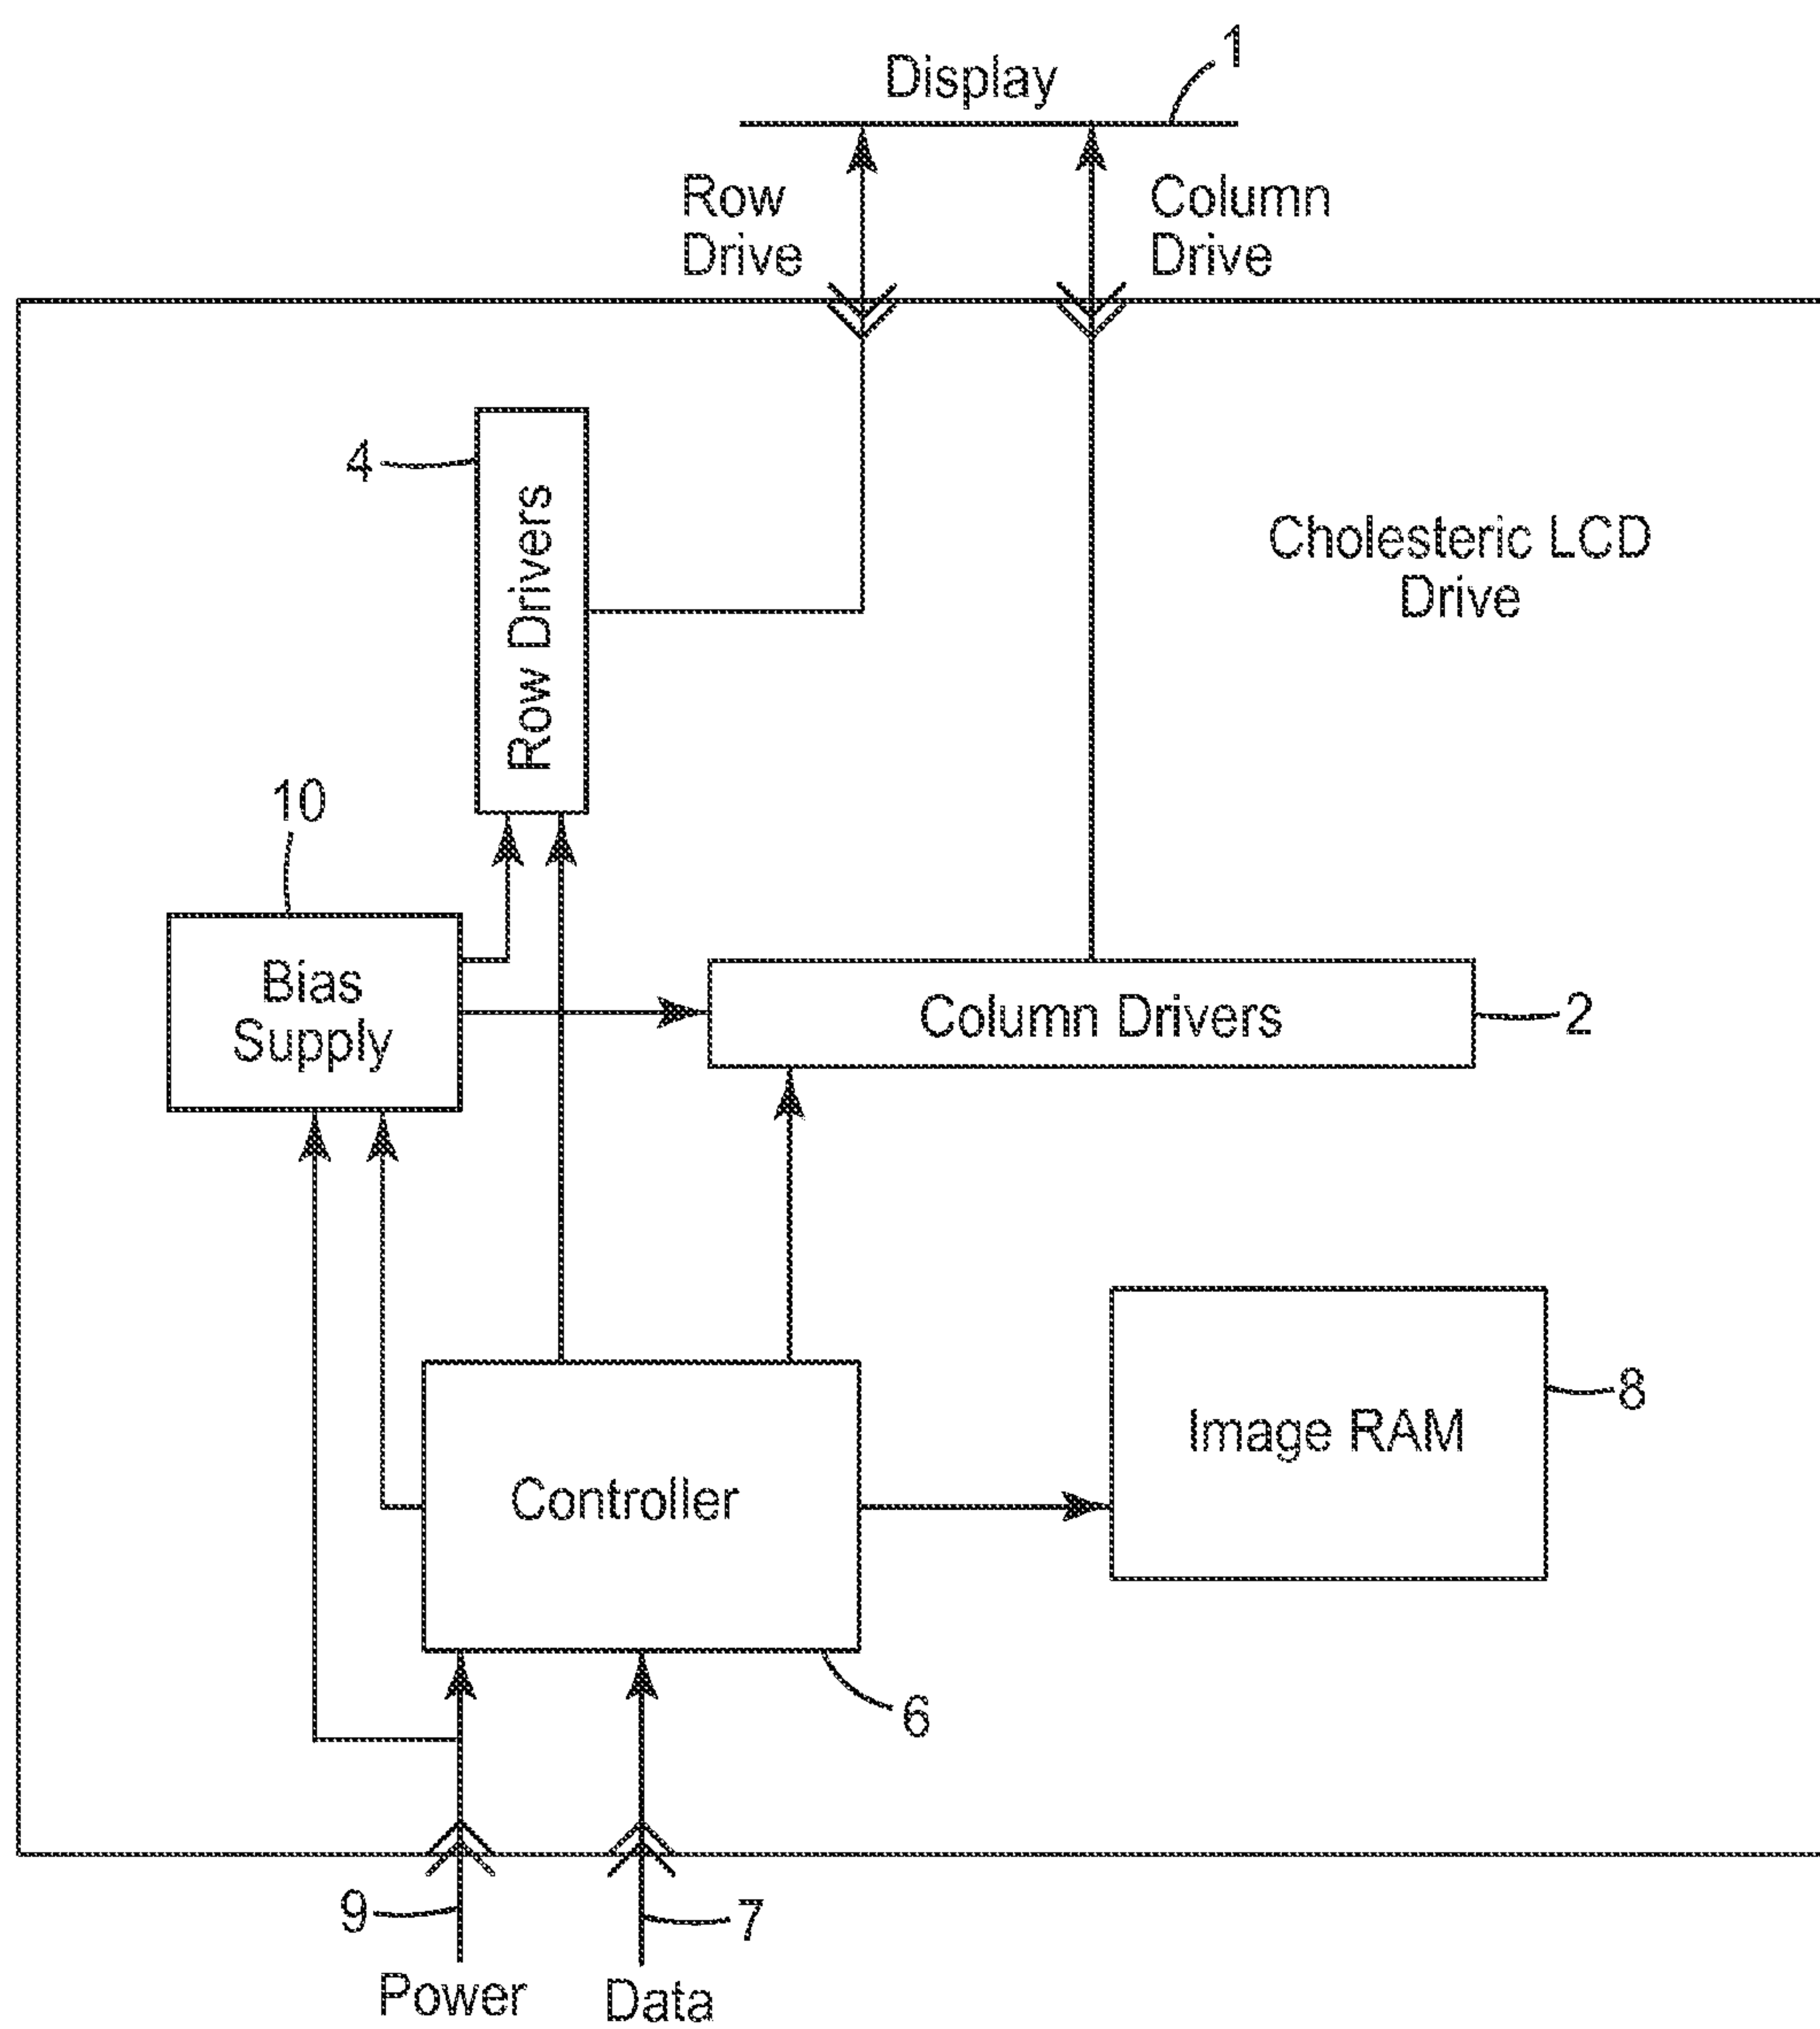 1
Display
Row
Drive
Column
Drive
4
Row Drivers
Cholesteric LCD
Drive
10
Bias
Supply
Column Drivers
2
8
Image RAM
Controller
6
9
7
Power
Data